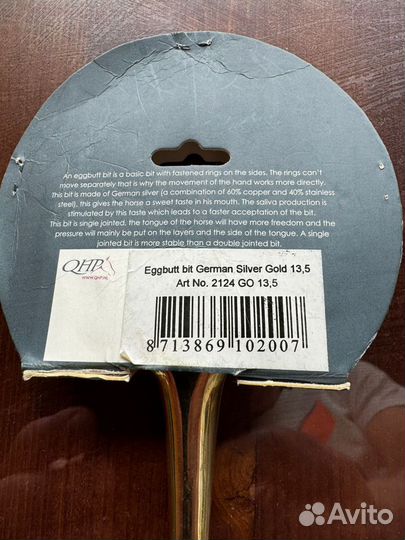 An eggbutt bit is a basic bit with fastened rings on the sides. The rings can't
move separately that is why the movement of the hand works more directly.
This bit is made of German silver (a combination of 60% copper and 40% stainless
steel), this gives the horse a sweet taste in his mouth. The saliva production is
stimulated by this taste which leads to a faster acceptation of the bit.
This bit is single jointed, the tongue of the horse will have more freedom and the
pressure will mainly be put on the layers and the side of the tongue. A single
jointed bit is more stable than a double jointed bit.
QHP
WWW.QHP.NL
Eggbutt bit German Silver Gold 13,5
Art No. 2124 GO 13,5
8 713869 102007
Avito